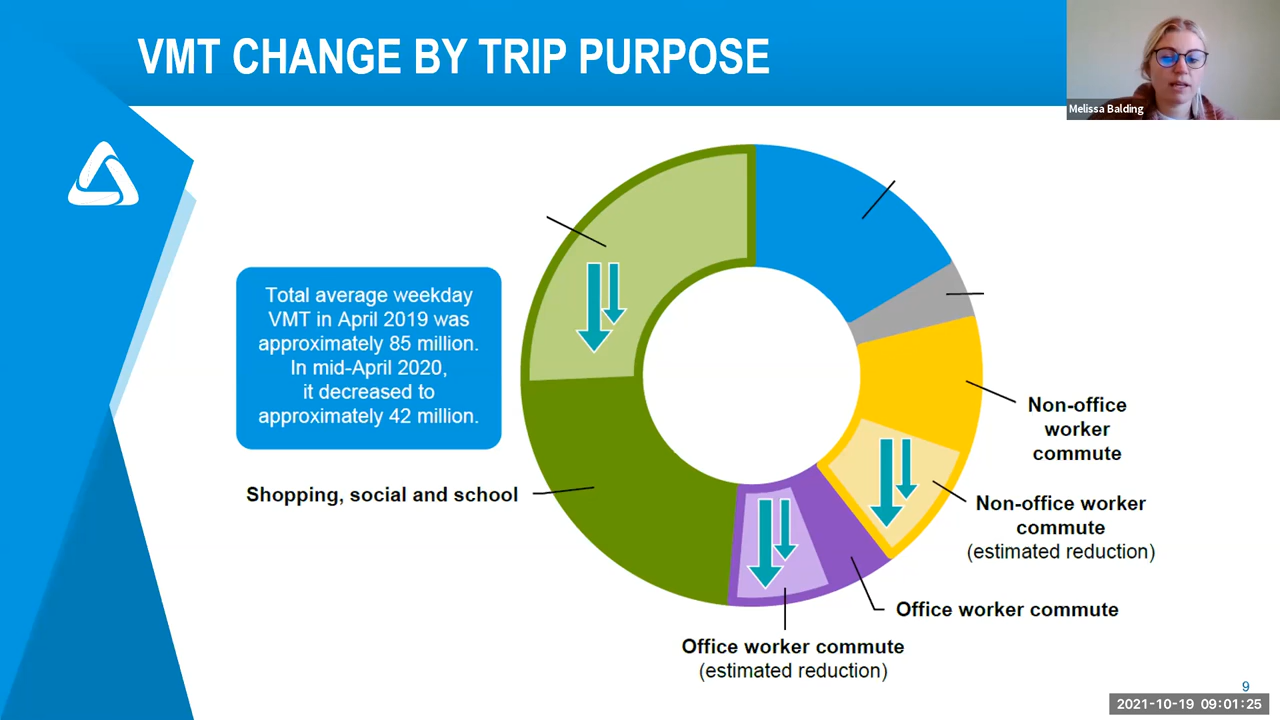 VMT CHANGE BY TRIP PURPOSE
Melissa Balding
Total average weekday
VMT in April 2019 was
approximately 85 million.
In mid-April 2020,
it decreased to
approximately 42 million.
Non-office
worker
commute
Shopping, social and school
Non-office worker
commute
(estimated reduction)
Office worker commute
Office worker commute
(estimated reduction)
9
2021-10-19 09:01:25